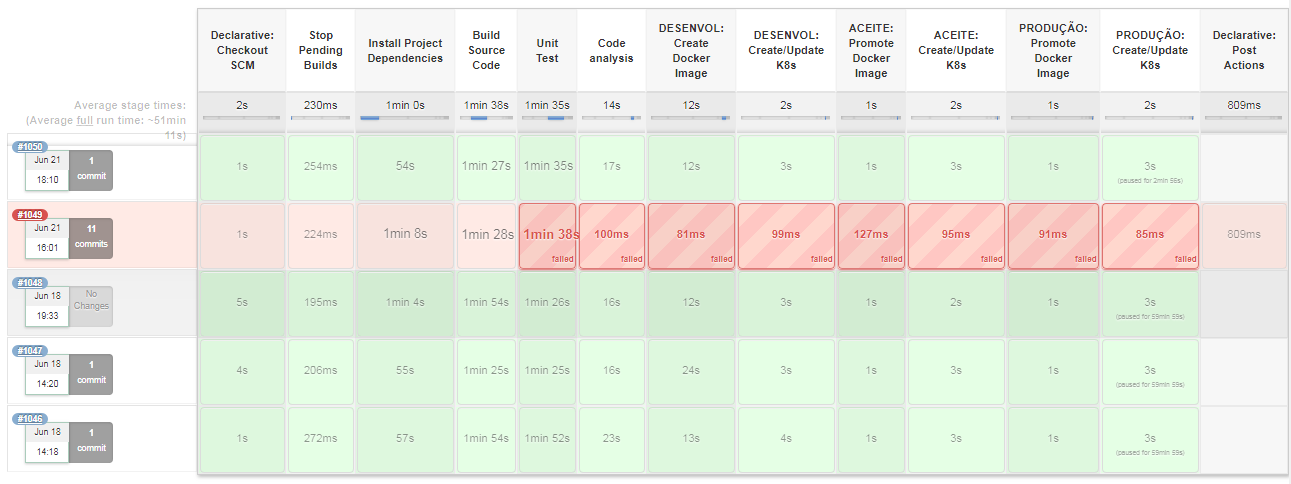 Declarative: Checkout SCM
Stop Pending Builds
Install Project Dependencies
Build Source Code
Unit Test
Code analysis
DESENVOL: Create Docker Image
DESENVOL: Create/Update K8s
ACEITE: Promote Docker Image
ACEITE: Create/Update K8s
PRODUÇÃO: Promote Docker Image
PRODUÇÃO: Create/Update K8s
Declarative: Post Actions
Average stage times:
(Average full run time: ~51min
11s)
2s 230ms 1min 0s 1min 38s 1min 35s 14s 12s 2s 1s 2s 1s 2s 809ms
#1050
Jun 21
18:10
1
commit
1s 254ms 54s 1min 27s 1min 35s 17s 12s 3s 1s 3s 1s 3s
(paused for 2min 56s)
#1049
Jun 21
16:01
11
commits
1s 224ms 1min 8s 1min 28s 1min 38s 100ms 81ms 99ms 127ms 95ms 91ms 85ms 809ms
failed failed failed failed failed failed failed failed
#1048
Jun 18
19:33
No
Changes
5s 195ms 1min 4s 1min 54s 1min 26s 16s 12s 3s 1s 2s 1s 3s
(paused for 59min 59s)
#1047
Jun 18
14:20
1
commit
4s 206ms 55s 1min 25s 1min 25s 16s 24s 3s 1s 3s 1s 3s
(paused for 59min 59s)
#1046
Jun 18
14:18
1
commit
1s 272ms 57s 1min 54s 1min 52s 23s 13s 4s 1s 3s 1s 3s
(paused for 59min 59s)